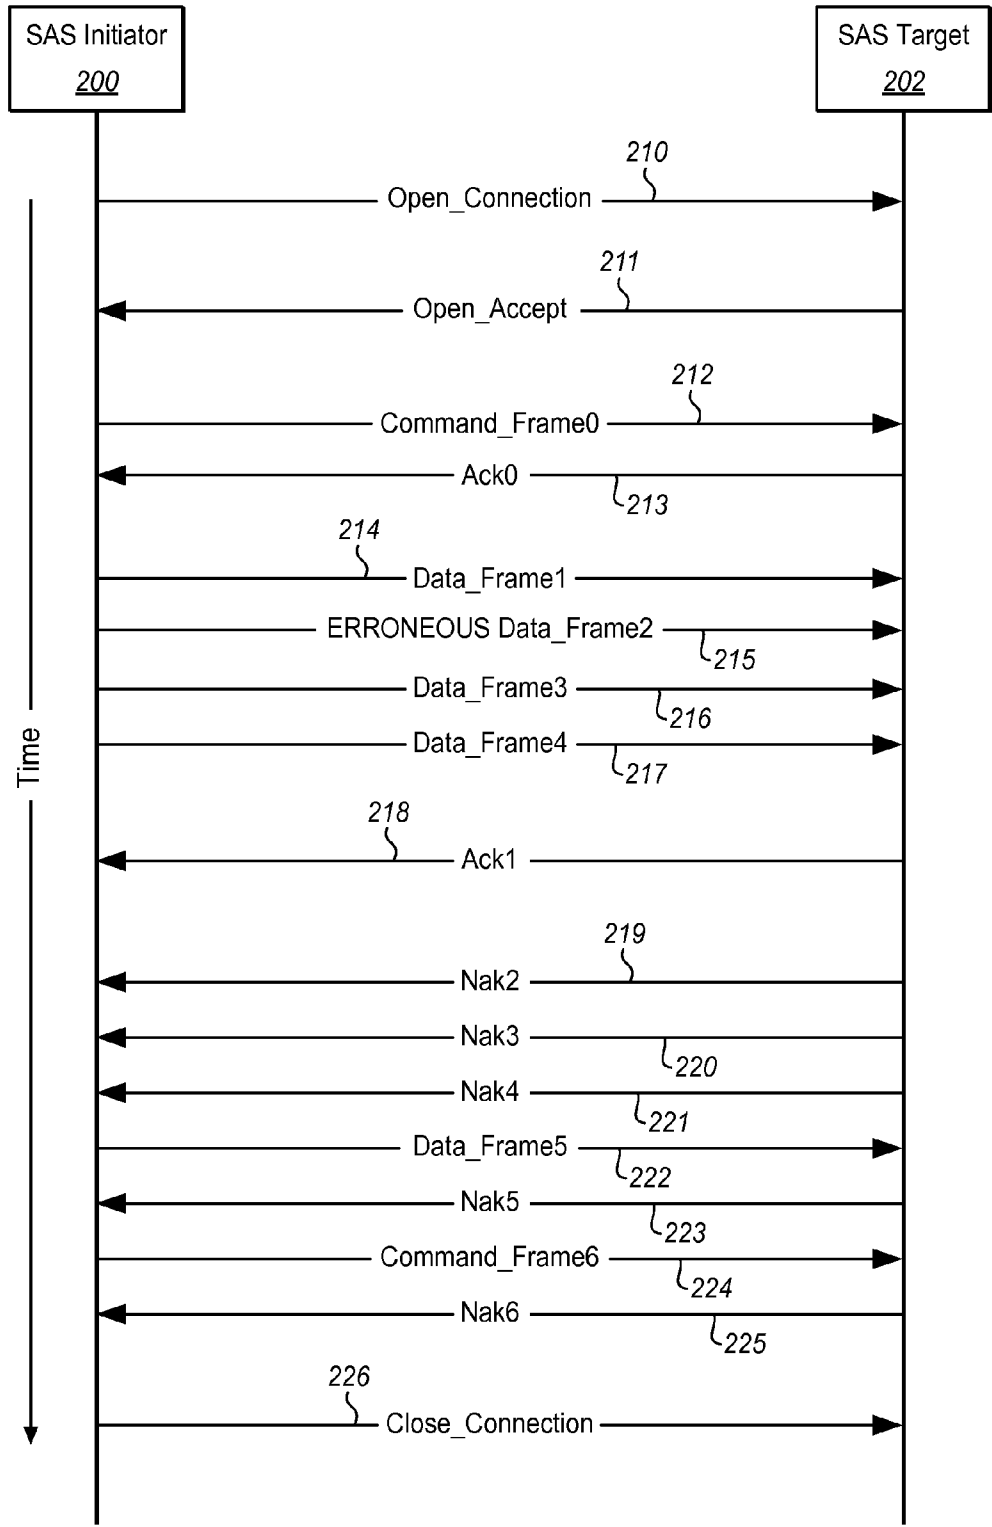 SAS Initiator
200
SAS Target
202
210
Open_Connection
211
Open_Accept
212
Command_Frame0
Ack0
213
214
Data_Frame1
ERRONEOUS Data_Frame2
215
Data_Frame3
216
Data_Frame4
217
Time
218
Ack1
219
Nak2
Nak3
220
Nak4
221
Data_Frame5
222
Nak5
223
Command_Frame6
224
Nak6
225
226
Close_Connection